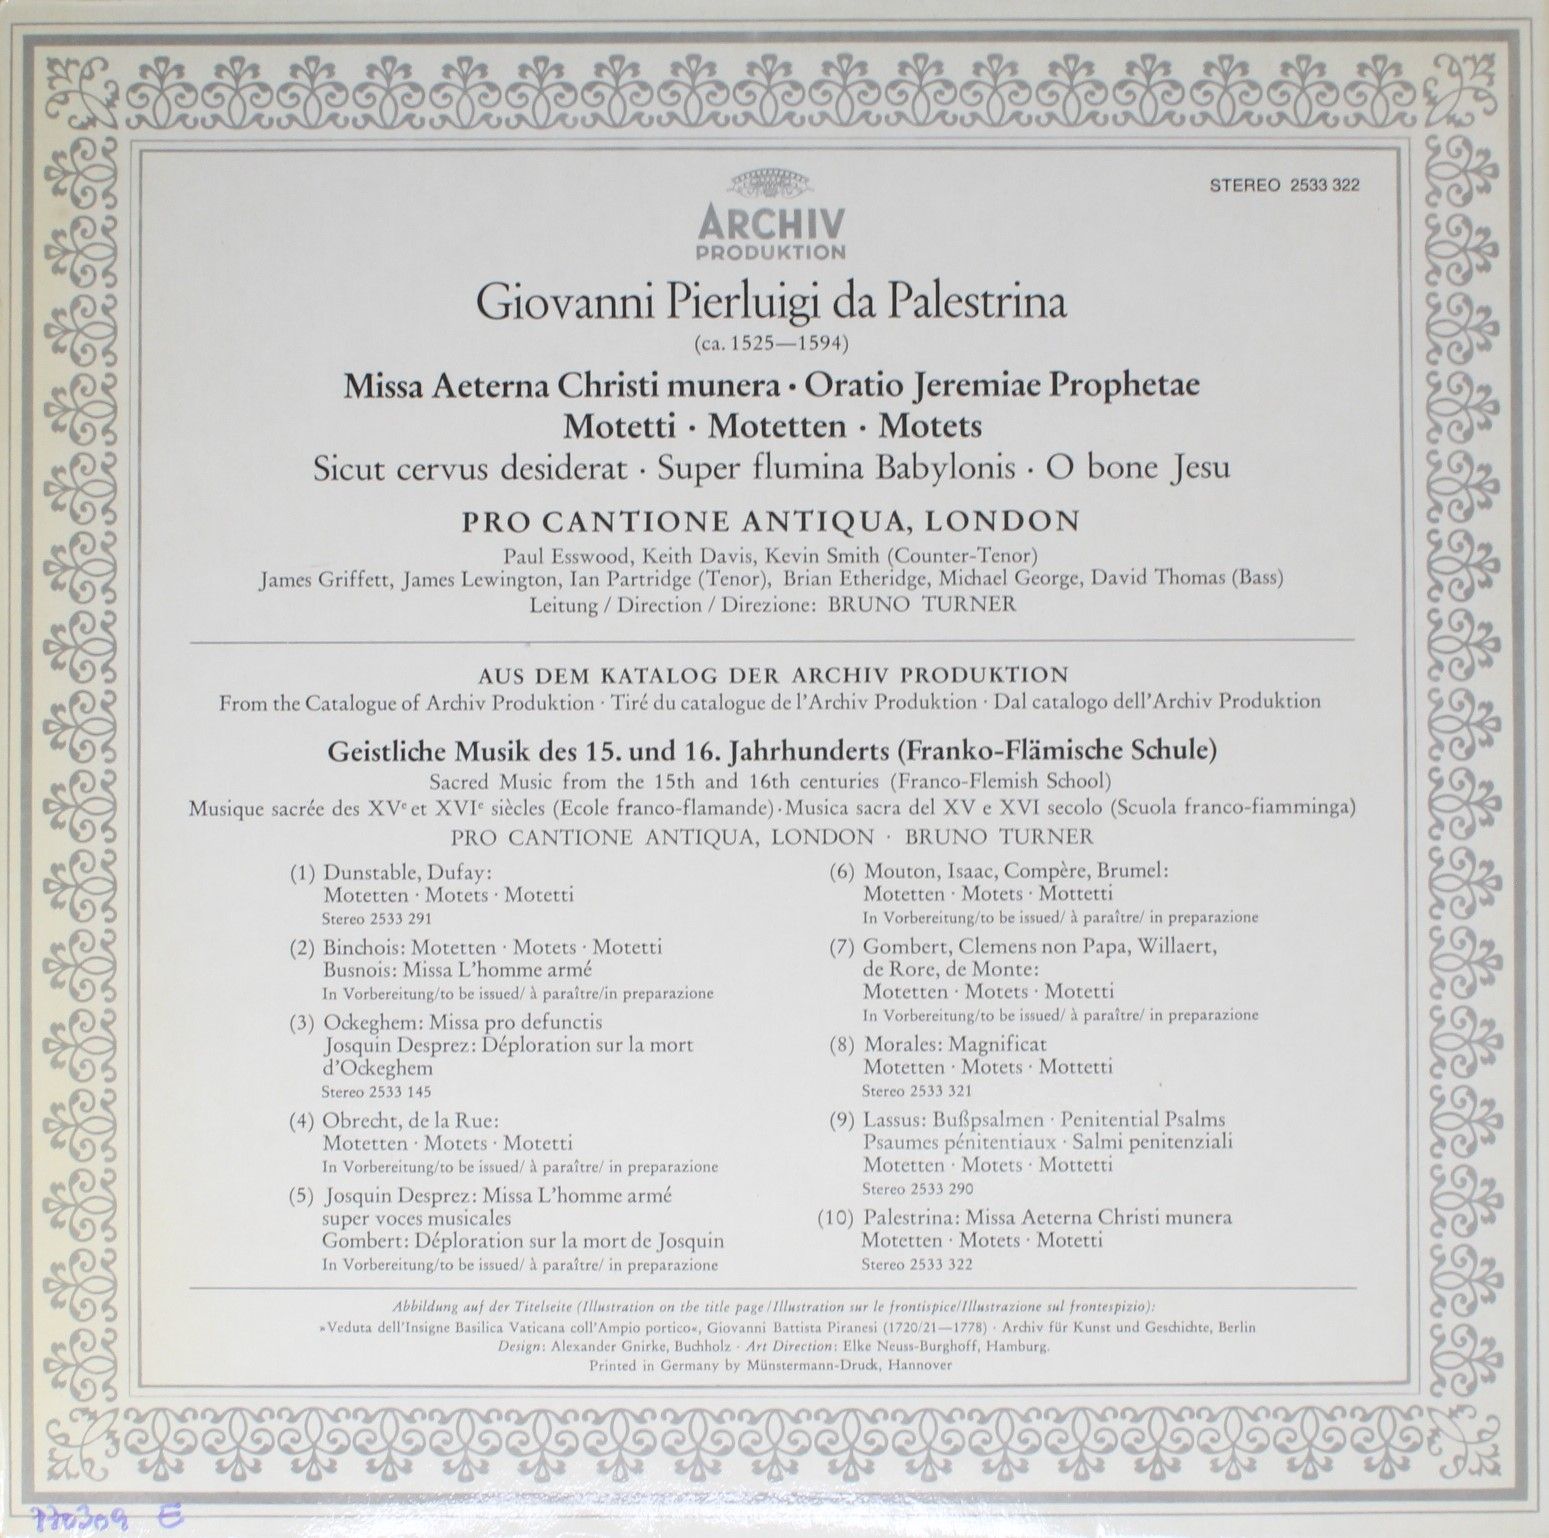 STEREO 2533 322
ARCHIV
PRODUKTION
Giovanni Pierluigi da Palestrina
(ca. 1525—1594)
Missa Aeterna Christi munera · Oratio Jeremiae Prophetae
Motetti · Motetten · Motets
Sicut cervus desiderat · Super flumina Babylonis · O bone Jesu
PRO CANTIONE ANTIQUA, LONDON
Paul Esswood, Keith Davis, Kevin Smith (Counter-Tenor)
James Griffett, James Lewington, Ian Partridge (Tenor), Brian Etheridge, Michael George, David Thomas (Bass)
Leitung / Direction / Direzione: BRUNO TURNER
AUS DEM KATALOG DER ARCHIV PRODUKTION
From the Catalogue of Archiv Produktion · Tiré du catalogue de l'Archiv Produktion · Dal catalogo dell'Archiv Produktion
Geistliche Musik des 15. und 16. Jahrhunderts (Franko-Flämische Schule)
Sacred Music from the 15th and 16th centuries (Franco-Flemish School)
Musique sacrée des XVe et XVIe siècles (Ecole franco-flamande) · Musica sacra del XV e XVI secolo (Scuola franco-fiamminga)
PRO CANTIONE ANTIQUA, LONDON · BRUNO TURNER
(1) Dunstable, Dufay:
Motetten · Motets · Motetti
Stereo 2533 291
(2) Binchois: Motetten · Motets · Motetti
Busnois: Missa L'homme armé
In Vorbereitung/to be issued/ à paraître/in preparazione
(3) Ockeghem: Missa pro defunctis
Josquin Desprez: Déploration sur la mort
d'Ockeghem
Stereo 2533 145
(4) Obrecht, de la Rue:
Motetten · Motets · Motetti
In Vorbereitung/to be issued/ à paraître/ in preparazione
(5) Josquin Desprez: Missa L'homme armé
super voces musicales
Gombert: Déploration sur la mort de Josquin
In Vorbereitung/to be issued/ à paraître/ in preparazione
(6) Mouton, Isaac, Compère, Brumel:
Motetten · Motets · Mottetti
In Vorbereitung/to be issued/ à paraître/ in preparazione
(7) Gombert, Clemens non Papa, Willaert,
de Rore, de Monte:
Motetten · Motets · Motetti
In Vorbereitung/to be issued/ à paraître/ in preparazione
(8) Morales: Magnificat
Motetten · Motets · Mottetti
Stereo 2533 321
(9) Lassus: Bußpsalmen · Penitential Psalms
Psaumes pénitentiaux · Salmi penitenziali
Motetten · Motets · Mottetti
Stereo 2533 290
(10) Palestrina: Missa Aeterna Christi munera
Motetten · Motets · Motetti
Stereo 2533 322
Abbildung auf der Titelseite (Illustration on the title page/Illustration sur le frontispice/Illustrazione sul frontespizio):
»Veduta dell'Insigne Basilica Vaticana coll'Ampio portico«, Giovanni Battista Piranesi (1720/21—1778) · Archiv für Kunst und Geschichte, Berlin
Design: Alexander Gnirke, Buchholz · Art Direction: Elke Neuss-Burghoff, Hamburg.
Printed in Germany by Münstermann-Druck, Hannover
E